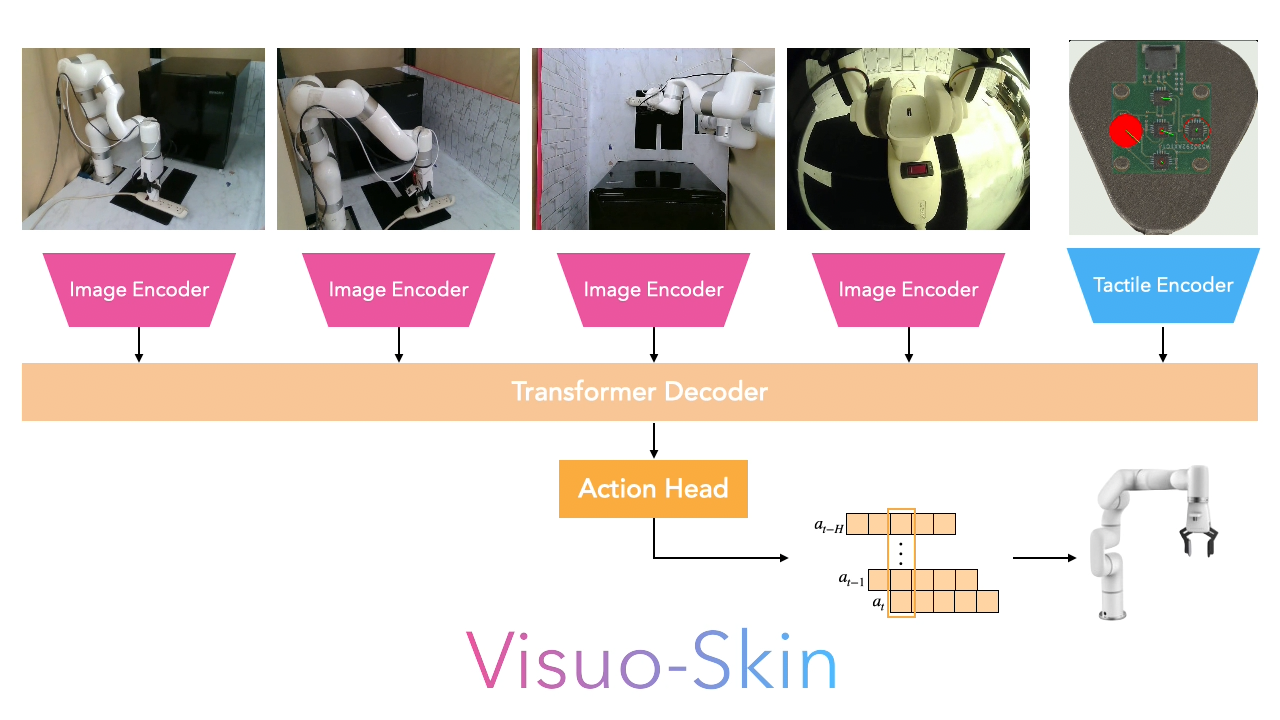 Image Encoder
Image Encoder
Image Encoder
Image Encoder
Tactile Encoder
Transformer Decoder
Action Head
a_{t-H}
a_{t-1}
a_t
Visuo-Skin